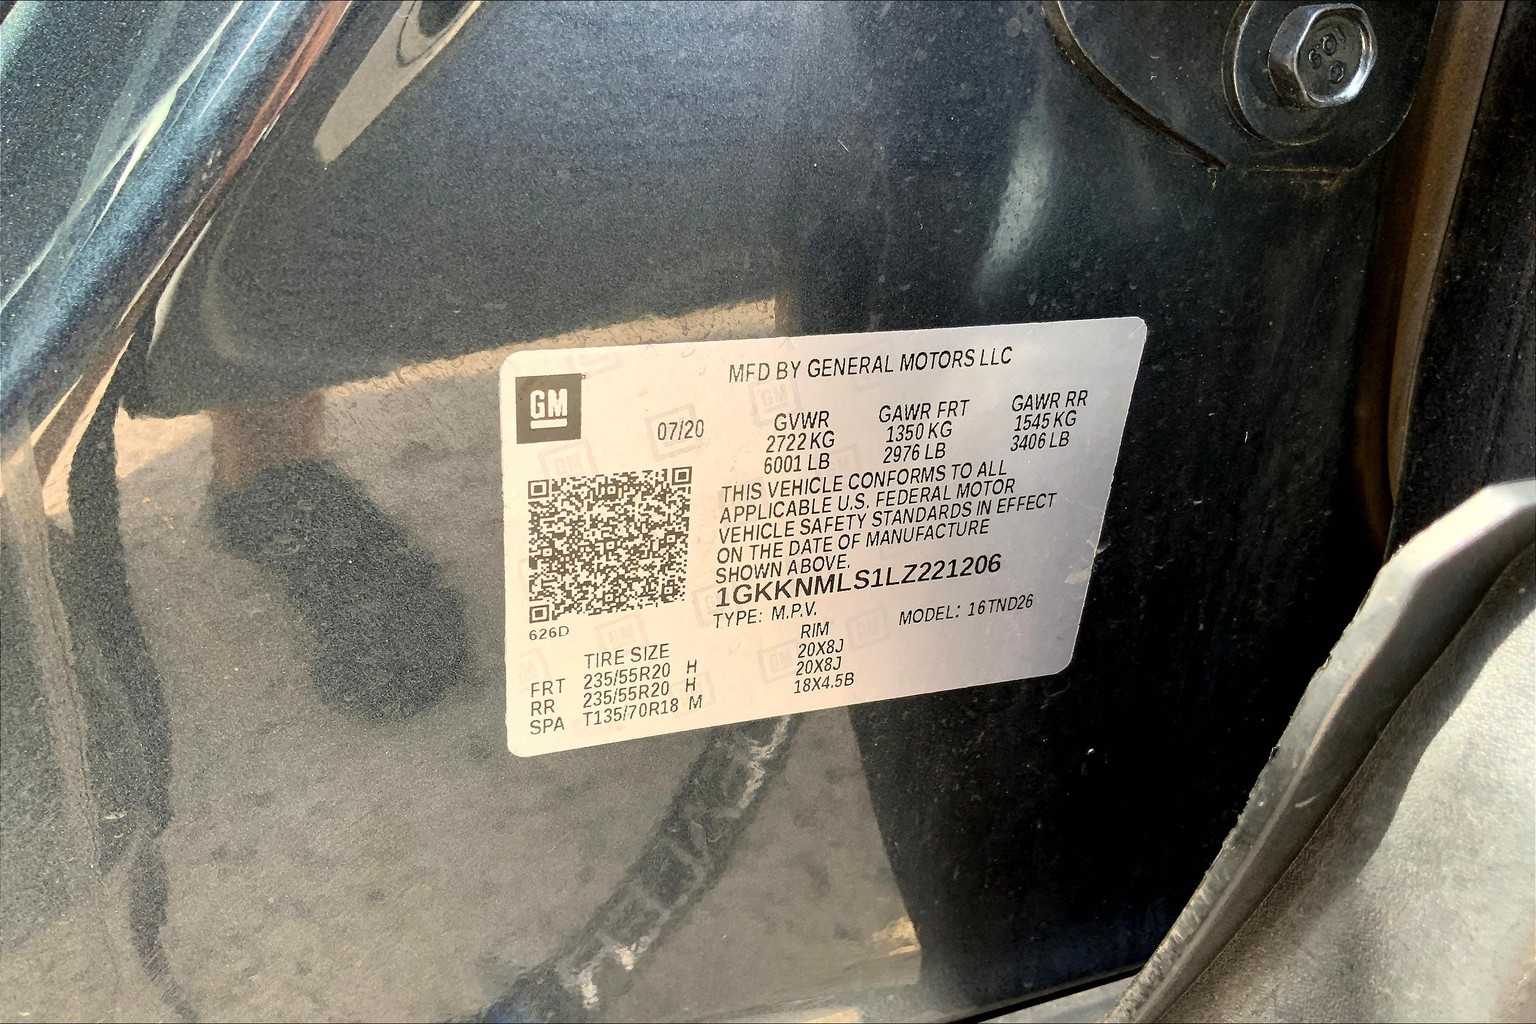 MFD BY GENERAL MOTORS LLC
GM
07/20
GVWR GAWR FRT GAWR RR
2722 KG 1350 KG 1545 KG
6001 LB 2976 LB 3406 LB
THIS VEHICLE CONFORMS TO ALL
APPLICABLE U.S. FEDERAL MOTOR
VEHICLE SAFETY STANDARDS IN EFFECT
ON THE DATE OF MANUFACTURE
SHOWN ABOVE.
1GKKNMLS1LZ221206
TYPE: M.P.V. MODEL: 16TND26
626D
TIRE SIZE RIM
FRT 235/55R20 H 20X8J
RR 235/55R20 H 20X8J
SPA T135/70R18 M 18X4.5B